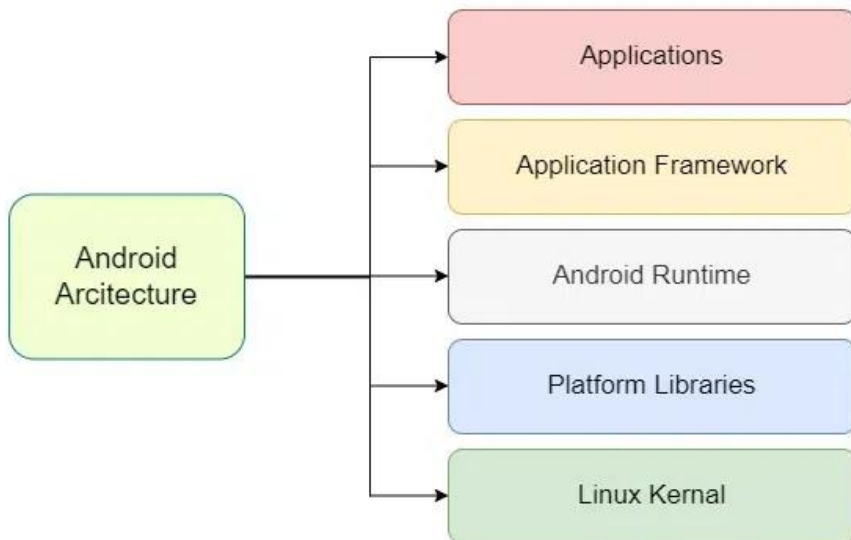 Applications
Application Framework
Android
Arcitecture
Android Runtime
Platform Libraries
Linux Kernal